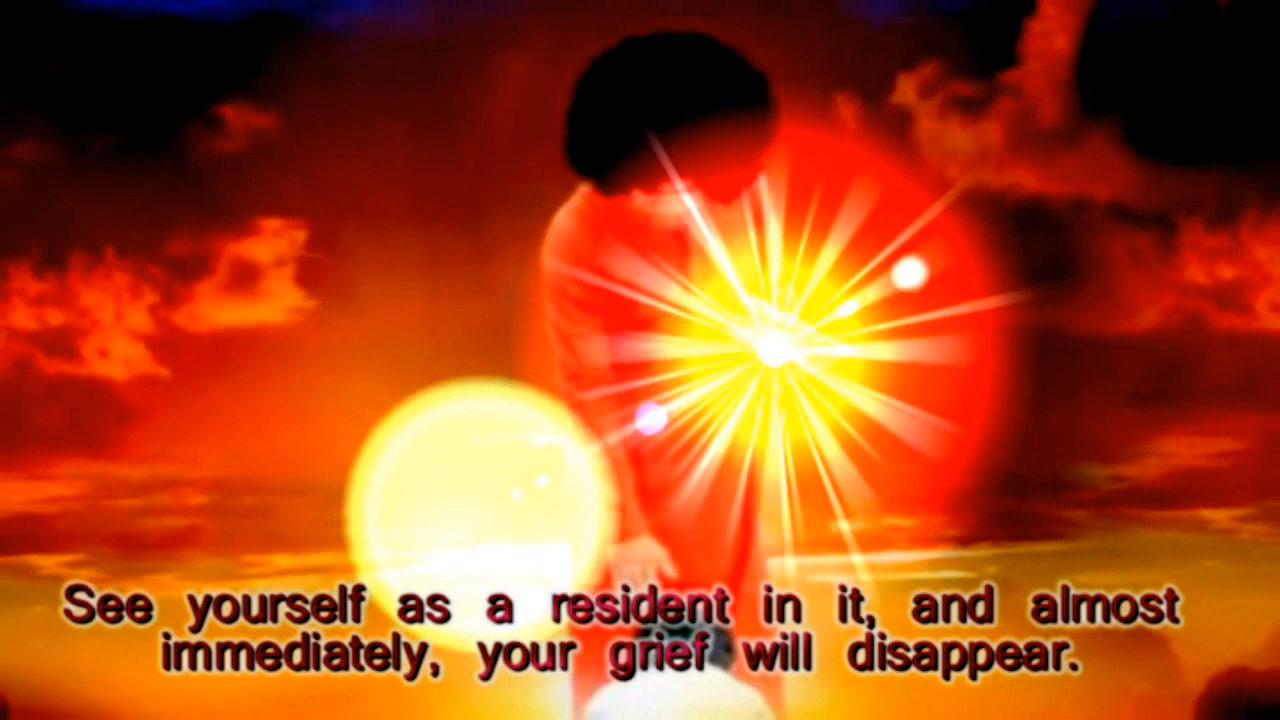 See yourself as a resident in it, and almost
immediately, your grief will disappear.